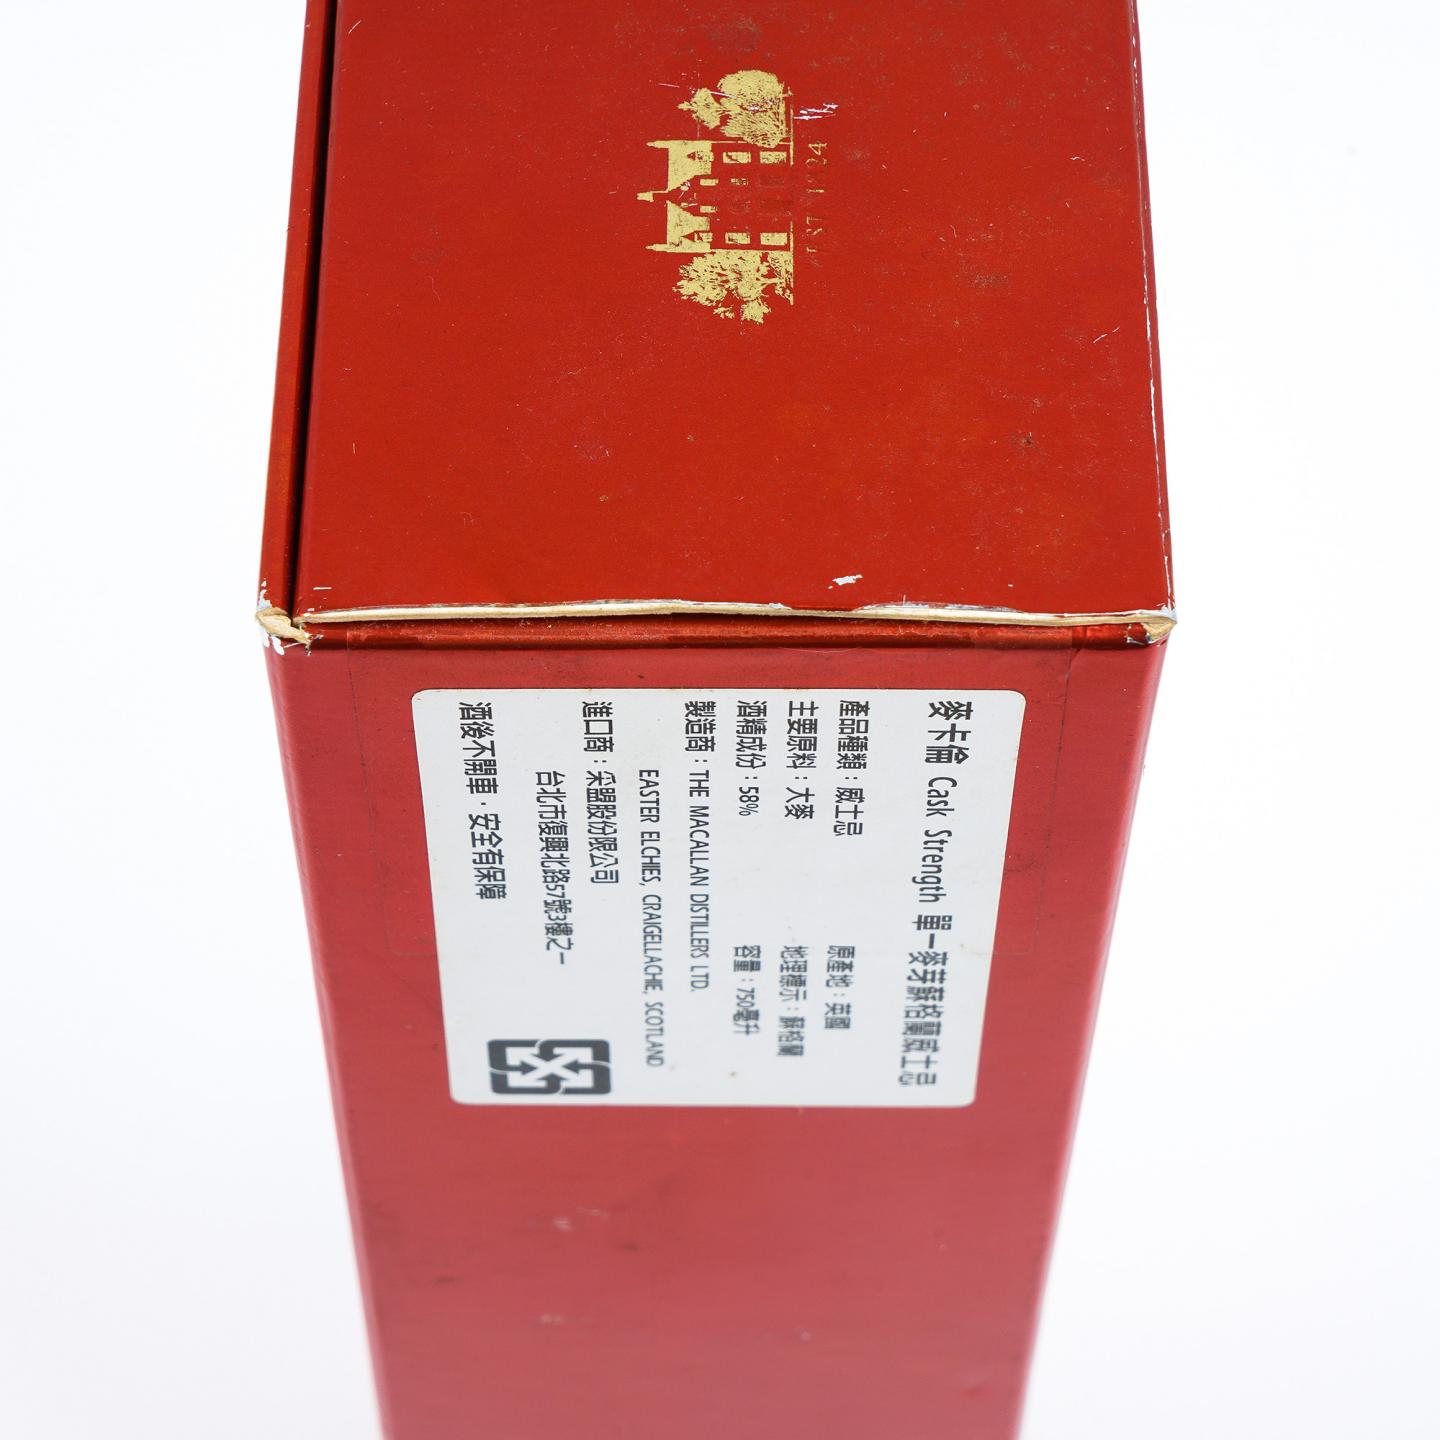 EST. 1824
麥卡倫 Cask Strength 單一麥芽蘇格蘭威士忌
產品種類：威士忌 原產地：英國
主要原料：大麥 地理標示：蘇格蘭
酒精成份：58% 容量：750毫升
製造商：THE MACALLAN DISTILLERS LTD.
EASTER ELCHIES, CRAIGELLACHIE, SCOTLAND
進口商：采盟股份限公司
台北市復興北路57號3樓之一
酒後不開車．安全有保障